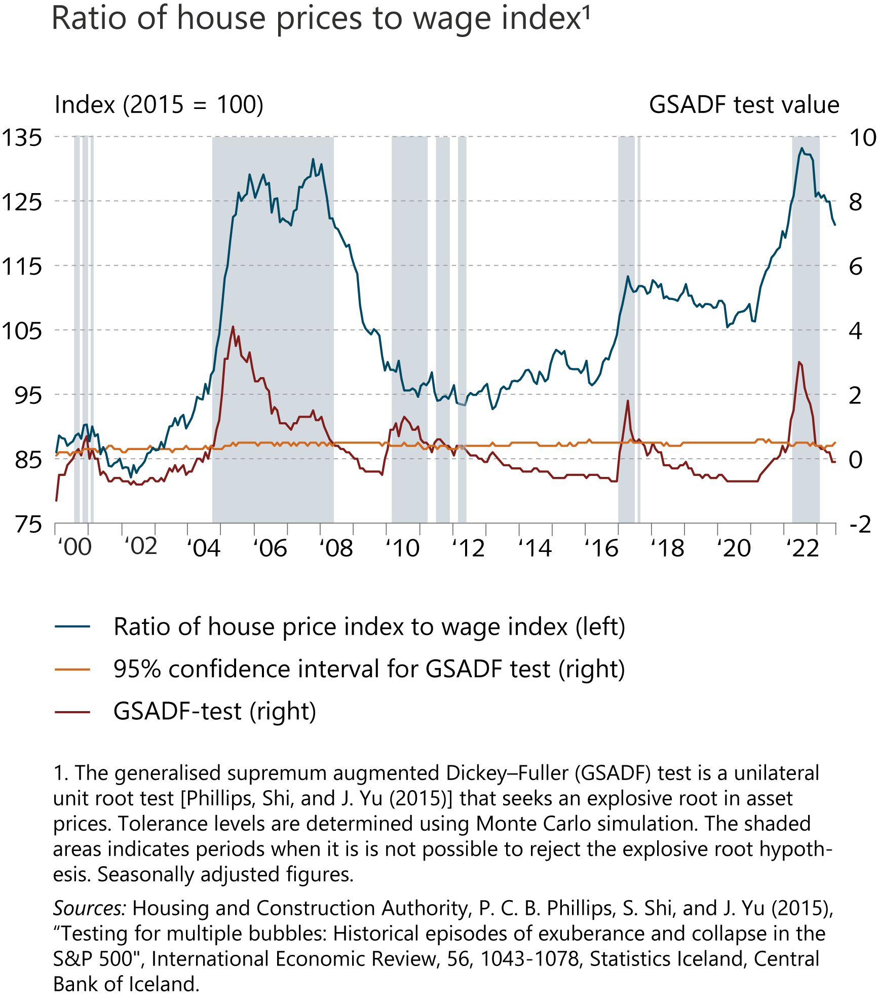 Ratio of house prices to wage index¹
Index (2015 = 100)
GSADF test value
135
125
115
105
95
85
75
10
8
6
4
2
0
-2
‘00 ‘02 ‘04 ‘06 ‘08 ‘10 ‘12 ‘14 ‘16 ‘18 ‘20 ‘22
Ratio of house price index to wage index (left)
95% confidence interval for GSADF test (right)
GSADF-test (right)
1. The generalised supremum augmented Dickey–Fuller (GSADF) test is a unilateral
unit root test [Phillips, Shi, and J. Yu (2015)] that seeks an explosive root in asset
prices. Tolerance levels are determined using Monte Carlo simulation. The shaded
areas indicates periods when it is is not possible to reject the explosive root hypoth-
esis. Seasonally adjusted figures.
Sources: Housing and Construction Authority, P. C. B. Phillips, S. Shi, and J. Yu (2015),
“Testing for multiple bubbles: Historical episodes of exuberance and collapse in the
S&P 500", International Economic Review, 56, 1043-1078, Statistics Iceland, Central
Bank of Iceland.